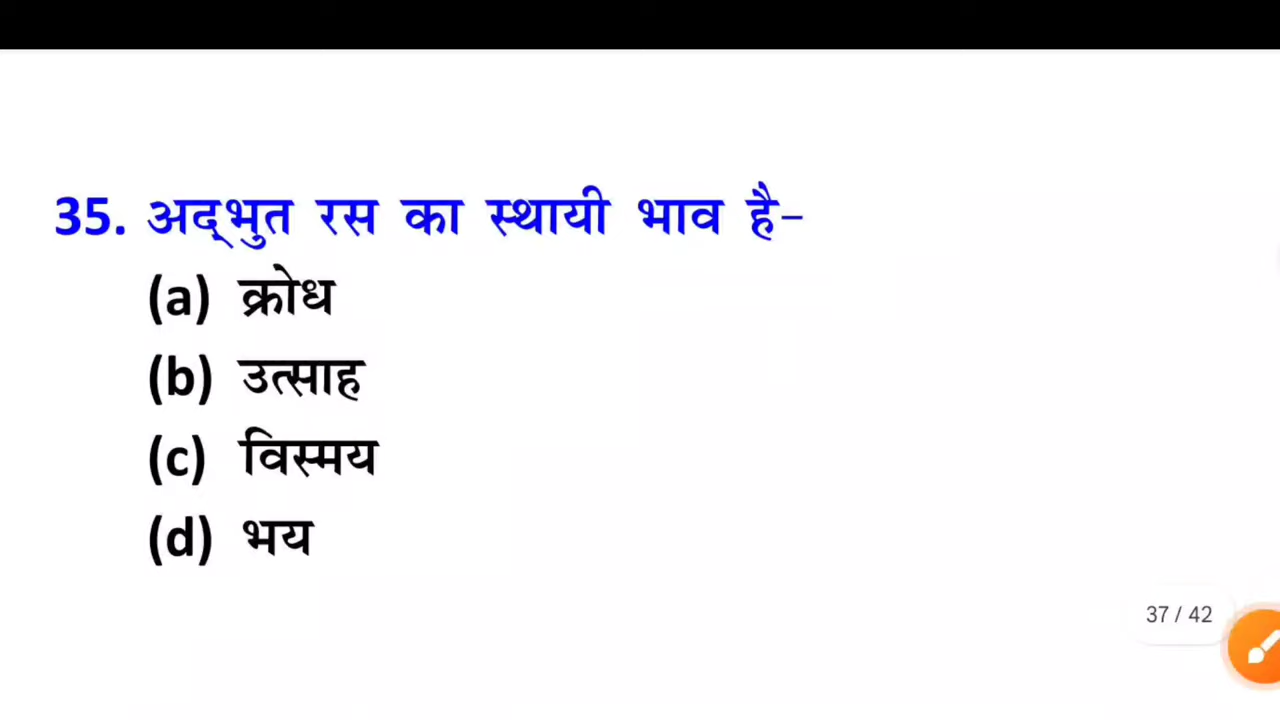 35. अद्‌भुत रस का स्थायी भाव है–
(a) क्रोध
(b) उत्साह
(c) विस्मय
(d) भय
37 / 42